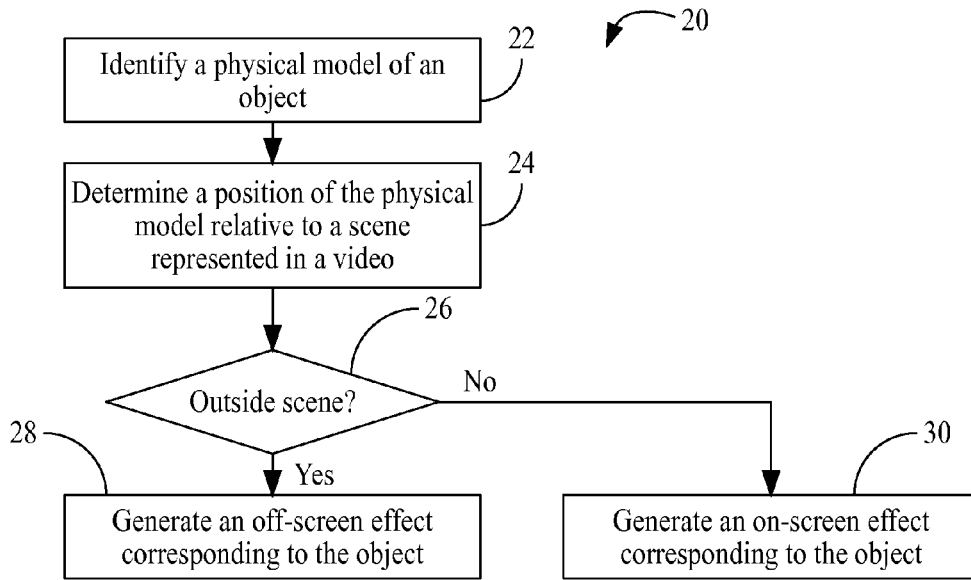 20
22
Identify a physical model of an
object
24
Determine a position of the physical
model relative to a scene
represented in a video
26
Outside scene?
No
28
Yes
30
Generate an off-screen effect
corresponding to the object
Generate an on-screen effect
corresponding to the object